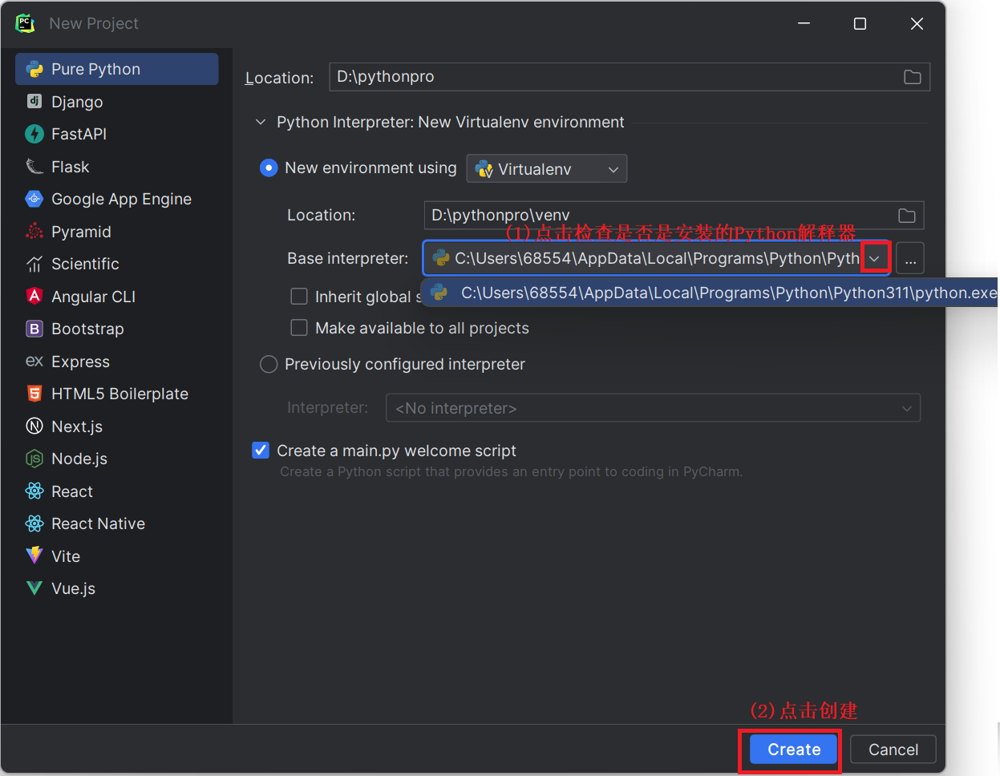 New Project
Pure Python
Django
FastAPI
Flask
Google App Engine
Pyramid
Scientific
Angular CLI
Bootstrap
Express
HTML5 Boilerplate
Next.js
Node.js
React
React Native
Vite
Vue.js
Location: D:\pythonpro
Python Interpreter: New Virtualenv environment
New environment using Virtualenv
Location: D:\pythonpro\venv
(1)点击检查是否是安装的Python解释器
Base interpreter: C:\Users\68554\AppData\Local\Programs\Python\Pyth ...
C:\Users\68554\AppData\Local\Programs\Python\Python311\python.exe
Inherit global s
Make available to all projects
Previously configured interpreter
Interpreter: <No interpreter>
Create a main.py welcome script
Create a Python script that provides an entry point to coding in PyCharm.
(2)点击创建
Create Cancel